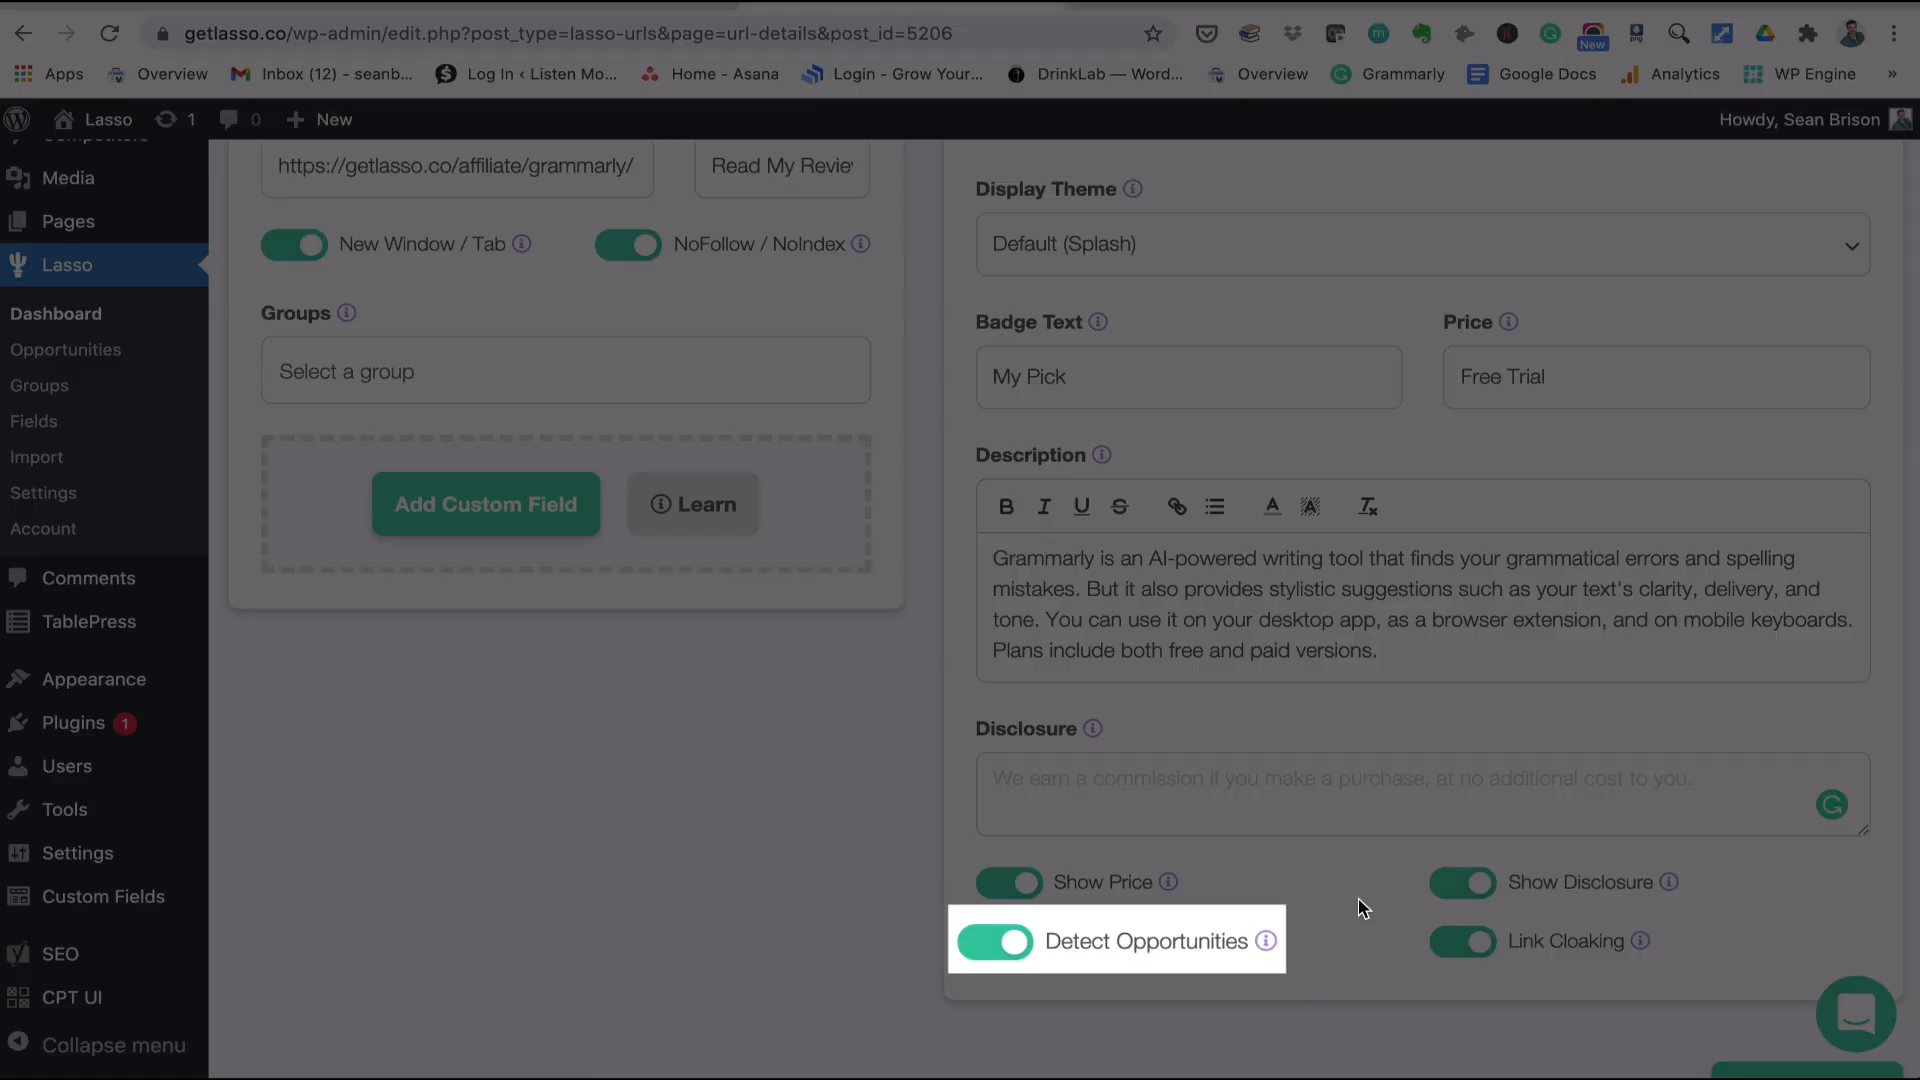 getlasso.co/wp-admin/edit.php?post_type=lasso-urls&page=url-details&post_id=5206
New
Apps
Overview
Inbox (12) - seanb...
Log In ‹ Listen Mo...
Home - Asana
Login - Grow Your...
DrinkLab — Word...
Overview
Grammarly
Google Docs
Analytics
WP Engine
»
Lasso
1
0
New
Howdy, Sean Brison
Media
Pages
Lasso
Dashboard
Opportunities
Groups
Fields
Import
Settings
Account
Comments
TablePress
Appearance
Plugins 1
Users
Tools
Settings
Custom Fields
SEO
CPT UI
Collapse menu
https://getlasso.co/affiliate/grammarly/
Read My Revie
New Window / Tab
NoFollow / NoIndex
Groups
Select a group
Add Custom Field
Learn
Display Theme
Default (Splash)
Badge Text
Price
My Pick
Free Trial
Description
Grammarly is an AI-powered writing tool that finds your grammatical errors and spelling
mistakes. But it also provides stylistic suggestions such as your text's clarity, delivery, and
tone. You can use it on your desktop app, as a browser extension, and on mobile keyboards.
Plans include both free and paid versions.
Disclosure
We earn a commission if you make a purchase, at no additional cost to you.
Show Price
Show Disclosure
Detect Opportunities
Link Cloaking